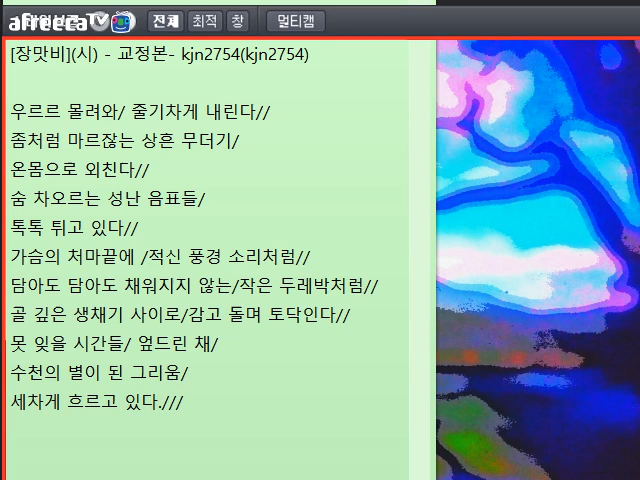 afreeca TV
전체 최적 창 멀티캠
[장맛비](시) - 교정본- kjn2754(kjn2754)
우르르 몰려와/ 줄기차게 내린다//
좀처럼 마르잖는 상흔 무더기/
온몸으로 외친다//
숨 차오르는 성난 음표들/
톡톡 튀고 있다//
가슴의 처마끝에 /적신 풍경 소리처럼//
담아도 담아도 채워지지 않는/작은 두레박처럼//
골 깊은 생채기 사이로/감고 돌며 토닥인다//
못 잊을 시간들/ 엎드린 채/
수천의 별이 된 그리움/
세차게 흐르고 있다.///